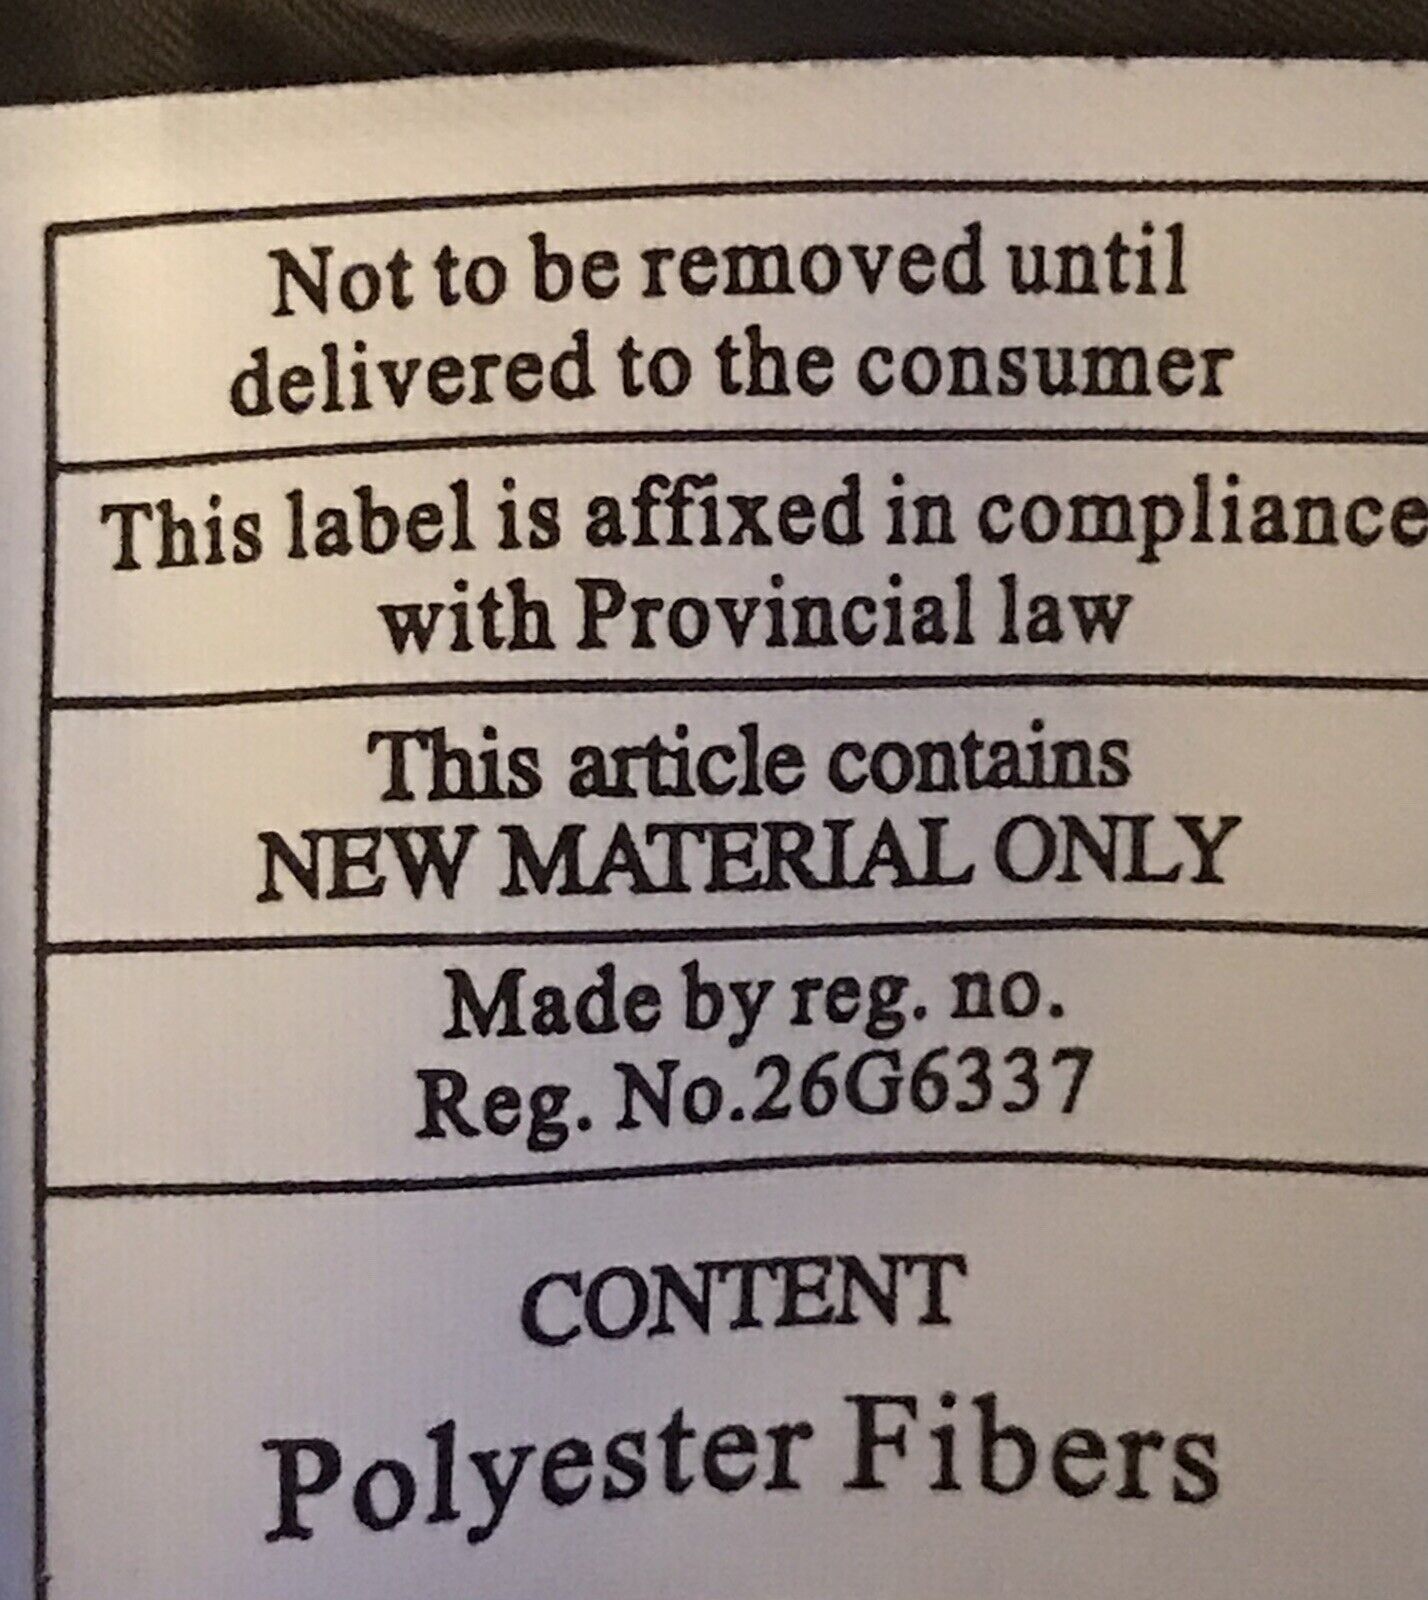 Not to be removed until
delivered to the consumer
This label is affixed in compliance
with Provincial law
This article contains
NEW MATERIAL ONLY
Made by reg. no.
Reg. No.26G6337
CONTENT
Polyester Fibers